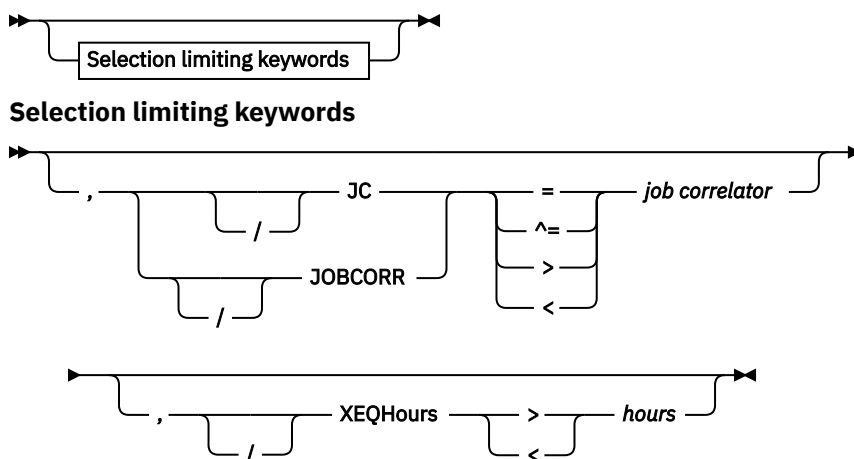 Selection limiting keywords
Selection limiting keywords
, JC = job correlator
/ ^=
JOBCORR >
/ <
, XEQHours > hours
/ <